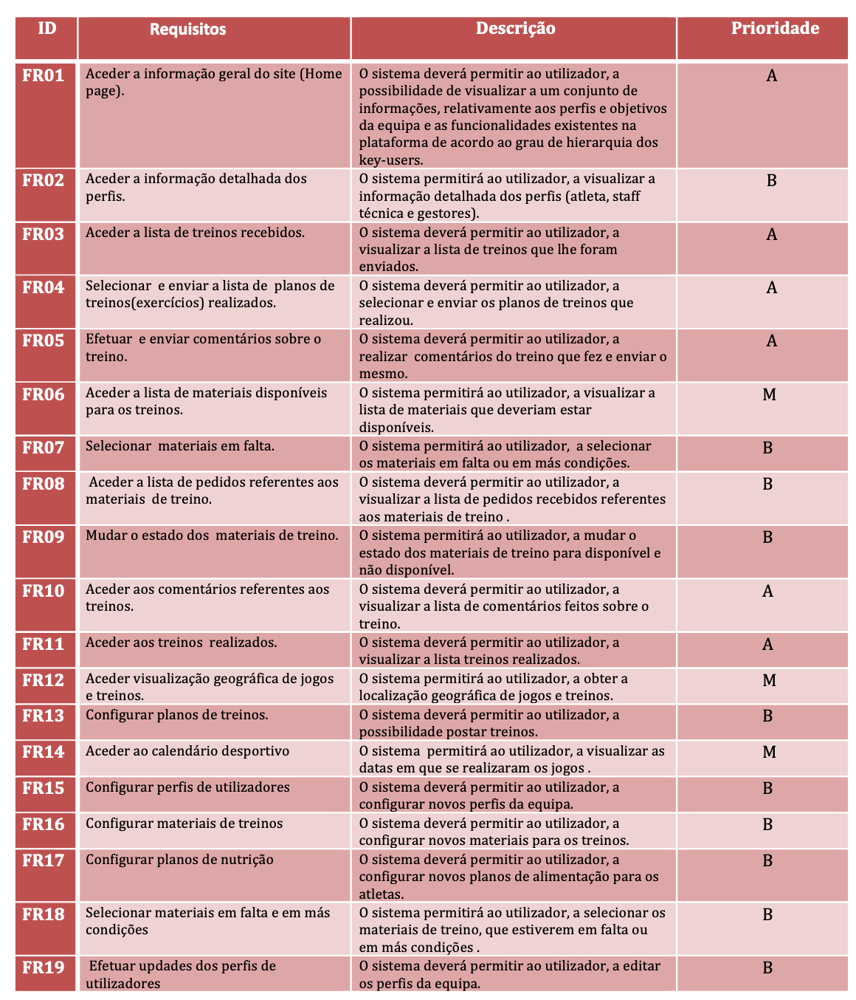 ID Requisitos Descrição Prioridade
FR01 Aceder a informação geral do site (Home O sistema deverá permitir ao utilizador, a A
page). possibilidade de visualizar a um conjunto de
informações, relativamente aos perfis e objetivos
da equipa e as funcionalidades existentes na
plataforma de acordo ao grau de hierarquia dos
key-users.
FR02 Aceder a informação detalhada dos O sistema permitirá ao utilizador, a visualizar a B
perfis. informação detalhada dos perfis (atleta, staff
técnica e gestores).
FR03 Aceder a lista de treinos recebidos. O sistema deverá permitir ao utilizador, a A
visualizar a lista de treinos que lhe foram
enviados.
FR04 Selecionar e enviar a lista de planos de O sistema deverá permitir ao utilizador, a A
treinos(exercícios) realizados. selecionar e enviar os planos de treinos que
realizou.
FR05 Efetuar e enviar comentários sobre o O sistema deverá permitir ao utilizador, a A
treino. realizar comentários do treino que fez e enviar o
mesmo.
FR06 Aceder a lista de materiais disponíveis O sistema permitirá ao utilizador, a visualizar a M
para os treinos. lista de materiais que deveriam estar
disponíveis.
FR07 Selecionar materiais em falta. O sistema permitirá ao utilizador, a selecionar B
os materiais em falta ou em más condições.
FR08 Aceder a lista de pedidos referentes aos O sistema deverá permitir ao utilizador, a B
materiais de treino. visualizar a lista de pedidos recebidos referentes
aos materiais de treino .
FR09 Mudar o estado dos materiais de treino. O sistema permitirá ao utilizador, a mudar o B
estado dos materiais de treino para disponível e
não disponível.
FR10 Aceder aos comentários referentes aos O sistema deverá permitir ao utilizador, a A
treinos. visualizar a lista de comentários feitos sobre o
treino.
FR11 Aceder aos treinos realizados. O sistema deverá permitir ao utilizador, a A
visualizar a lista treinos realizados.
FR12 Aceder visualização geográfica de jogos O sistema permitirá ao utilizador, a obter a M
e treinos. localização geográfica de jogos e treinos.
FR13 Configurar planos de treinos. O sistema deverá permitir ao utilizador, a B
possibilidade postar treinos.
FR14 Aceder ao calendário desportivo O sistema permitirá ao utilizador, a visualizar as M
datas em que se realizaram os jogos .
FR15 Configurar perfis de utilizadores O sistema deverá permitir ao utilizador, a B
configurar novos perfis da equipa.
FR16 Configurar materiais de treinos O sistema deverá permitir ao utilizador, a B
configurar novos materiais para os treinos.
FR17 Configurar planos de nutrição O sistema deverá permitir ao utilizador, a B
configurar novos planos de alimentação para os
atletas.
FR18 Selecionar materiais em falta e em más O sistema permitirá ao utilizador, a selecionar os B
condições materiais de treino, que estiverem em falta ou
em más condições .
FR19 Efetuar updades dos perfis de O sistema deverá permitir ao utilizador, a editar B
utilizadores os perfis da equipa.